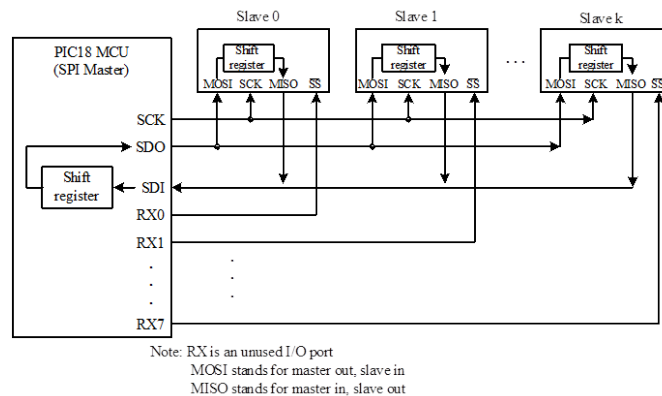 Slave 0
Slave 1
Slave k
PIC18 MCU
(SPI Master)
Shift
register
MOSI SCK MISO SS
Shift
register
MOSI SCK MISO SS
. . .
Shift
register
MOSI SCK MISO SS
SCK
SDO
Shift
register
SDI
RX0
RX1
.
.
.
.
.
.
RX7
Note: RX is an unused I/O port
MOSI stands for master out, slave in
MISO stands for master in, slave out